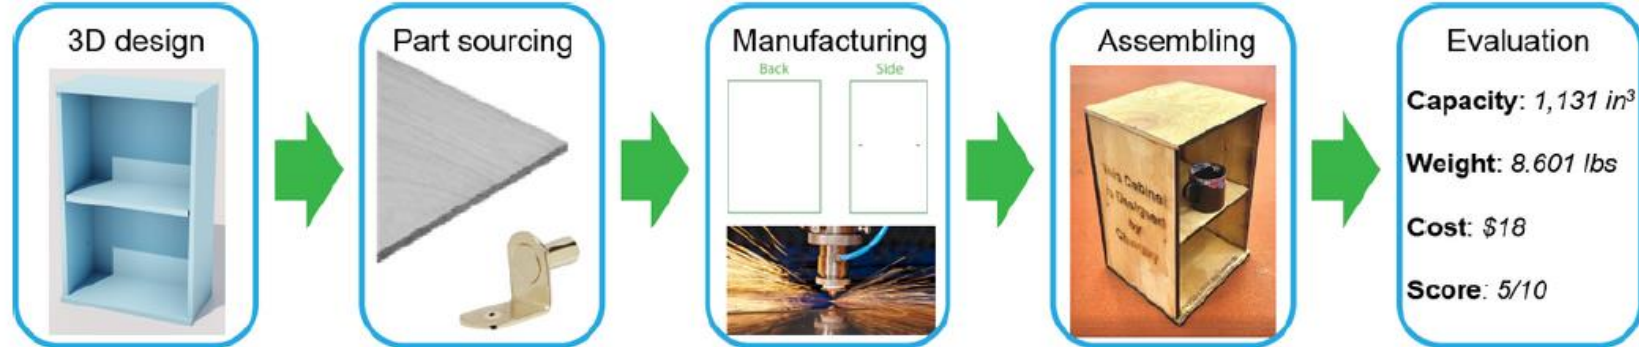 3D design
Part sourcing
Manufacturing
Back
Side
Assembling
This Cabinet
is Designed
by
Evaluation
Capacity: 1,131 in³
Weight: 8.601 lbs
Cost: $18
Score: 5/10